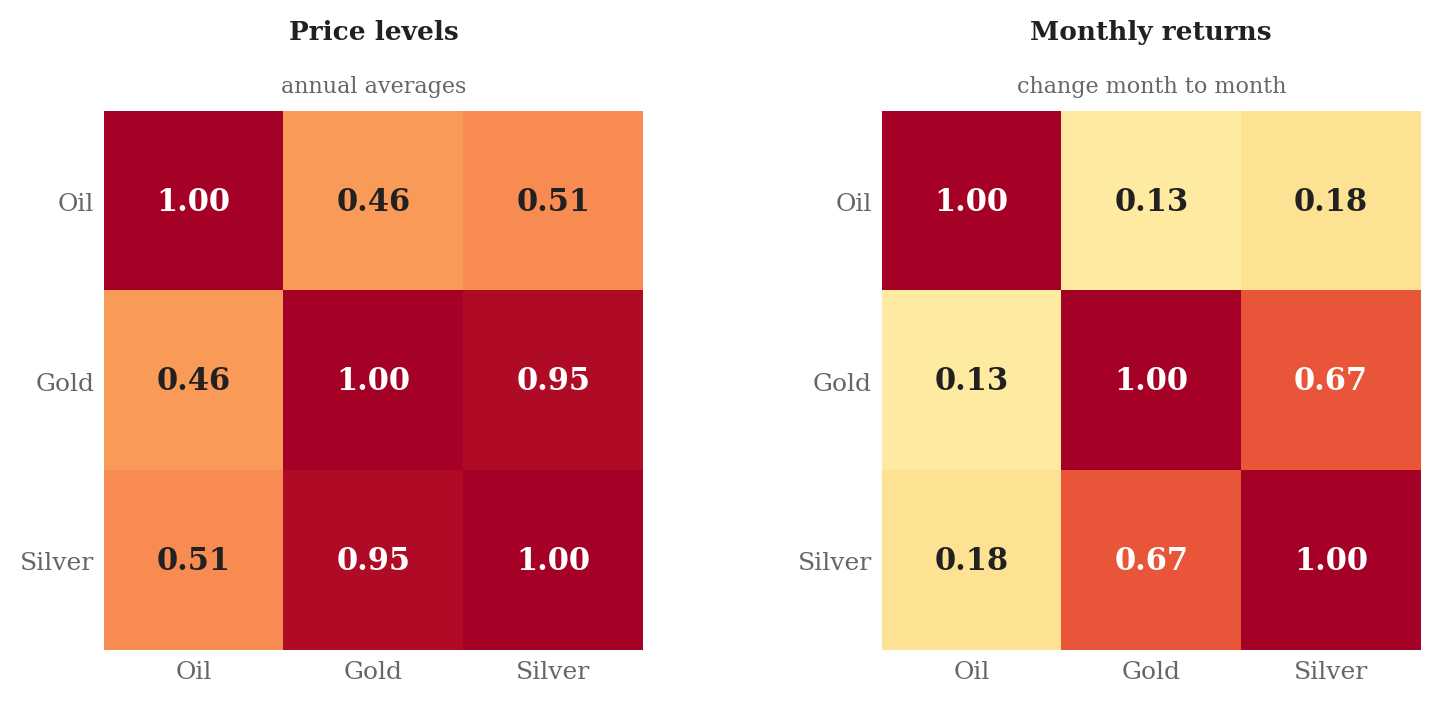 Price levels
annual averages
Oil 1.00 0.46 0.51
Gold 0.46 1.00 0.95
Silver 0.51 0.95 1.00
Oil Gold Silver
Monthly returns
change month to month
Oil 1.00 0.13 0.18
Gold 0.13 1.00 0.67
Silver 0.18 0.67 1.00
Oil Gold Silver